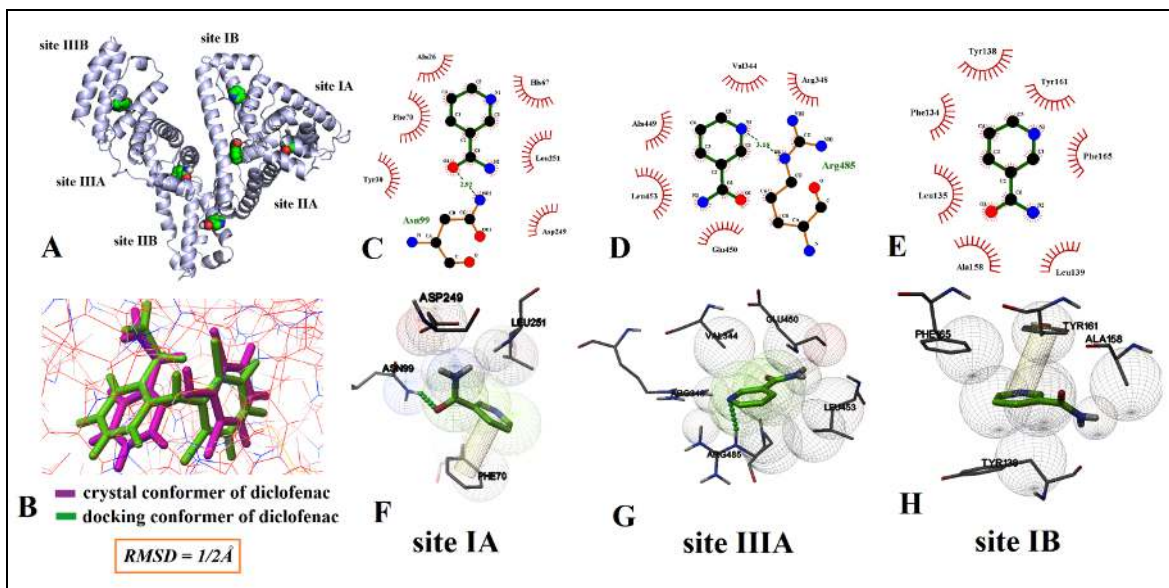 site IIIB
site IB
site IA
site IIIA
site IIA
site IIB
A
Ala26
His67
Phe70
Leu251
Tyr30
2.92
Asn99
Asp249
C
Val344
Arg348
Ala449
Arg485
Leu453
Glu450
D
Tyr138
Tyr161
Phe134
Phe165
Leu135
Ala158
Leu139
E
B
crystal conformer of diclofenac
docking conformer of diclofenac
RMSD = 1/2Å
ASP249
LEU251
ASN99
PHE70
F
site IA
GLU450
VAL344
ARG348
LEU453
ARG485
G
site IIIA
PHE165
TYR161
ALA158
H
site IB